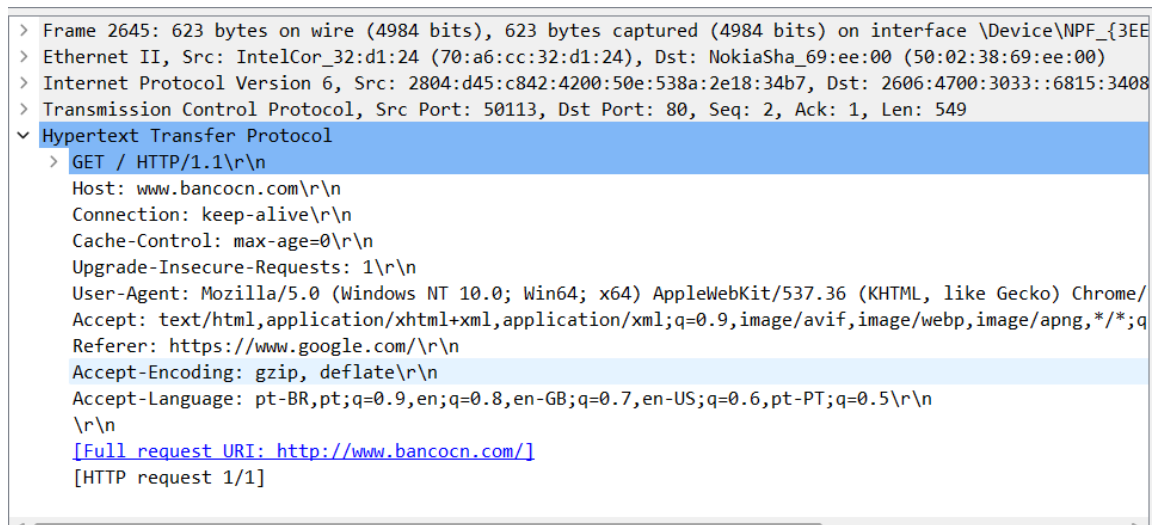 Frame 2645: 623 bytes on wire (4984 bits), 623 bytes captured (4984 bits) on interface \Device\NPF_{3EE
Ethernet II, Src: IntelCor_32:d1:24 (70:a6:cc:32:d1:24), Dst: NokiaSha_69:ee:00 (50:02:38:69:ee:00)
Internet Protocol Version 6, Src: 2804:d45:c842:4200:50e:538a:2e18:34b7, Dst: 2606:4700:3033::6815:3408
Transmission Control Protocol, Src Port: 50113, Dst Port: 80, Seq: 2, Ack: 1, Len: 549
Hypertext Transfer Protocol
GET / HTTP/1.1\r\n
Host: www.bancocn.com\r\n
Connection: keep-alive\r\n
Cache-Control: max-age=0\r\n
Upgrade-Insecure-Requests: 1\r\n
User-Agent: Mozilla/5.0 (Windows NT 10.0; Win64; x64) AppleWebKit/537.36 (KHTML, like Gecko) Chrome/
Accept: text/html,application/xhtml+xml,application/xml;q=0.9,image/avif,image/webp,image/apng,*/*;q
Referer: https://www.google.com/\r\n
Accept-Encoding: gzip, deflate\r\n
Accept-Language: pt-BR,pt;q=0.9,en;q=0.8,en-GB;q=0.7,en-US;q=0.6,pt-PT;q=0.5\r\n
\r\n
[Full request URI: http://www.bancocn.com/]
[HTTP request 1/1]